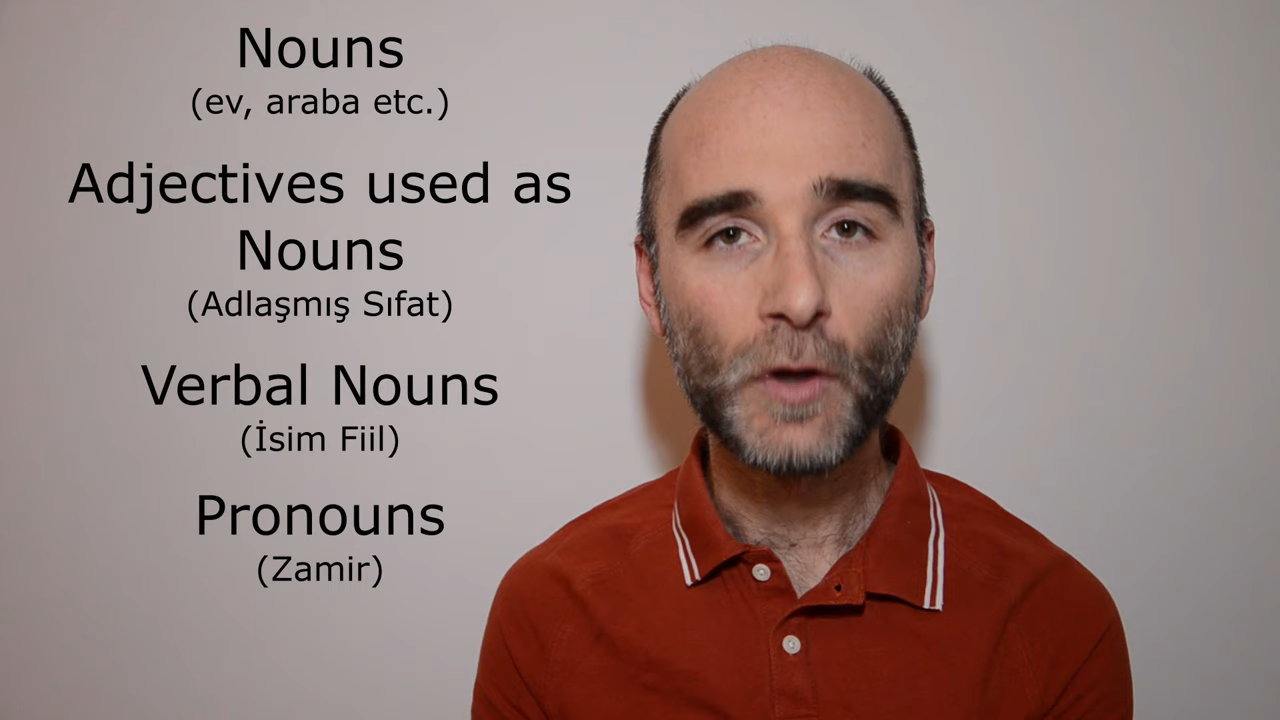 Nouns
(ev, araba etc.)
Adjectives used as
Nouns
(Adlaşmış Sıfat)
Verbal Nouns
(İsim Fiil)
Pronouns
(Zamir)